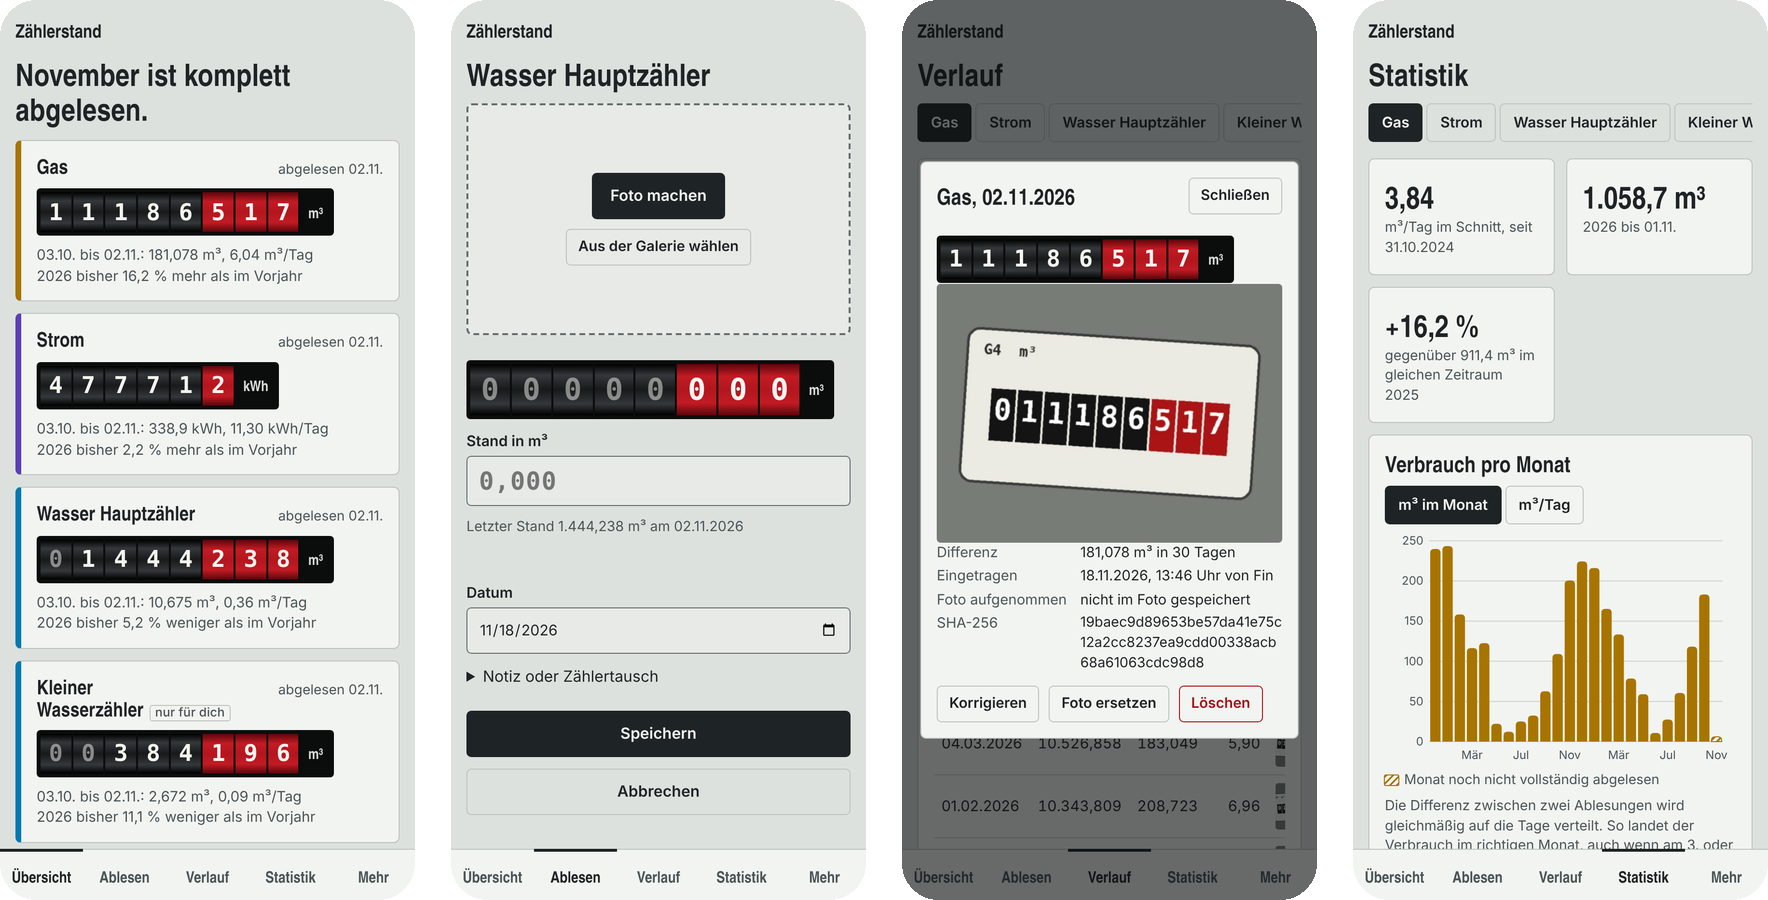 Zählerstand
November ist komplett
abgelesen.
Gas
abgelesen 02.11.
1 1 1 8 6 5 1 7 m³
03.10. bis 02.11.: 181,078 m³, 6,04 m³/Tag
2026 bisher 16,2 % mehr als im Vorjahr
Strom
abgelesen 02.11.
4 7 7 7 1 2 kWh
03.10. bis 02.11.: 338,9 kWh, 11,30 kWh/Tag
2026 bisher 2,2 % mehr als im Vorjahr
Wasser Hauptzähler
abgelesen 02.11.
0 1 4 4 4 2 3 8 m³
03.10. bis 02.11.: 10,675 m³, 0,36 m³/Tag
2026 bisher 5,2 % weniger als im Vorjahr
Kleiner
Wasserzähler nur für dich
abgelesen 02.11.
0 0 3 8 4 1 9 6 m³
03.10. bis 02.11.: 2,672 m³, 0,09 m³/Tag
2026 bisher 11,1 % weniger als im Vorjahr
Übersicht Ablesen Verlauf Statistik Mehr
Zählerstand
Wasser Hauptzähler
Foto machen
Aus der Galerie wählen
0 0 0 0 0 0 0 0 m³
Stand in m³
0,000
Letzter Stand 1.444,238 m³ am 02.11.2026
Datum
11/18/2026
Notiz oder Zählertausch
Speichern
Abbrechen
Übersicht Ablesen Verlauf Statistik Mehr
Zählerstand
Verlauf
Gas Strom Wasser Hauptzähler Kleiner W
Gas, 02.11.2026
Schließen
1 1 1 8 6 5 1 7 m³
G4 m³
0 1 1 1 8 6 5 1 7
Differenz 181,078 m³ in 30 Tagen
Eingetragen 18.11.2026, 13:46 Uhr von Fin
Foto aufgenommen nicht im Foto gespeichert
SHA-256 19baec9d89653be57da41e75c
12a2cc8237ea9cdd00338acb
68a61063cdc98d8
Korrigieren Foto ersetzen Löschen
04.03.2026 10.526,858 183,049 5,90
01.02.2026 10.343,809 208,723 6,96
Übersicht Ablesen Verlauf Statistik Mehr
Zählerstand
Statistik
Gas Strom Wasser Hauptzähler Kleiner W
3,84
m³/Tag im Schnitt, seit
31.10.2024
1.058,7 m³
2026 bis 01.11.
+16,2 %
gegenüber 911,4 m³ im
gleichen Zeitraum
2025
Verbrauch pro Monat
m³ im Monat m³/Tag
250
200
150
100
50
0
Mär Jul Nov Mär Jul Nov
Monat noch nicht vollständig abgelesen
Die Differenz zwischen zwei Ablesungen wird
gleichmäßig auf die Tage verteilt. So landet der
Verbrauch im richtigen Monat, auch wenn am 3. oder
Übersicht Ablesen Verlauf Statistik Mehr